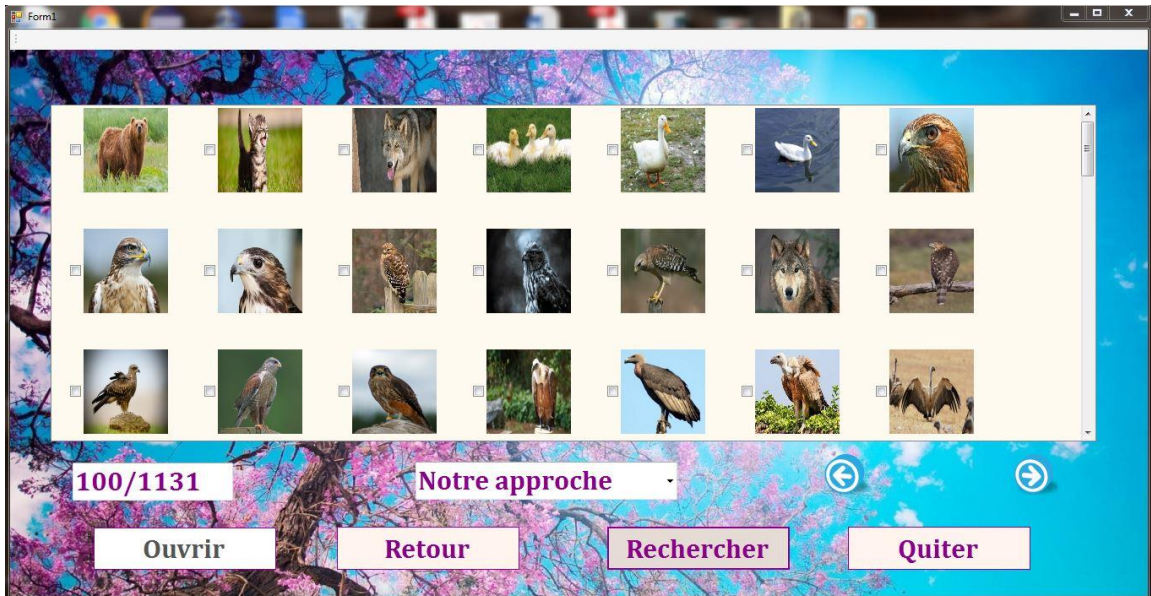 Form1
100/1131
Notre approche
Ouvrir
Retour
Rechercher
Quiter